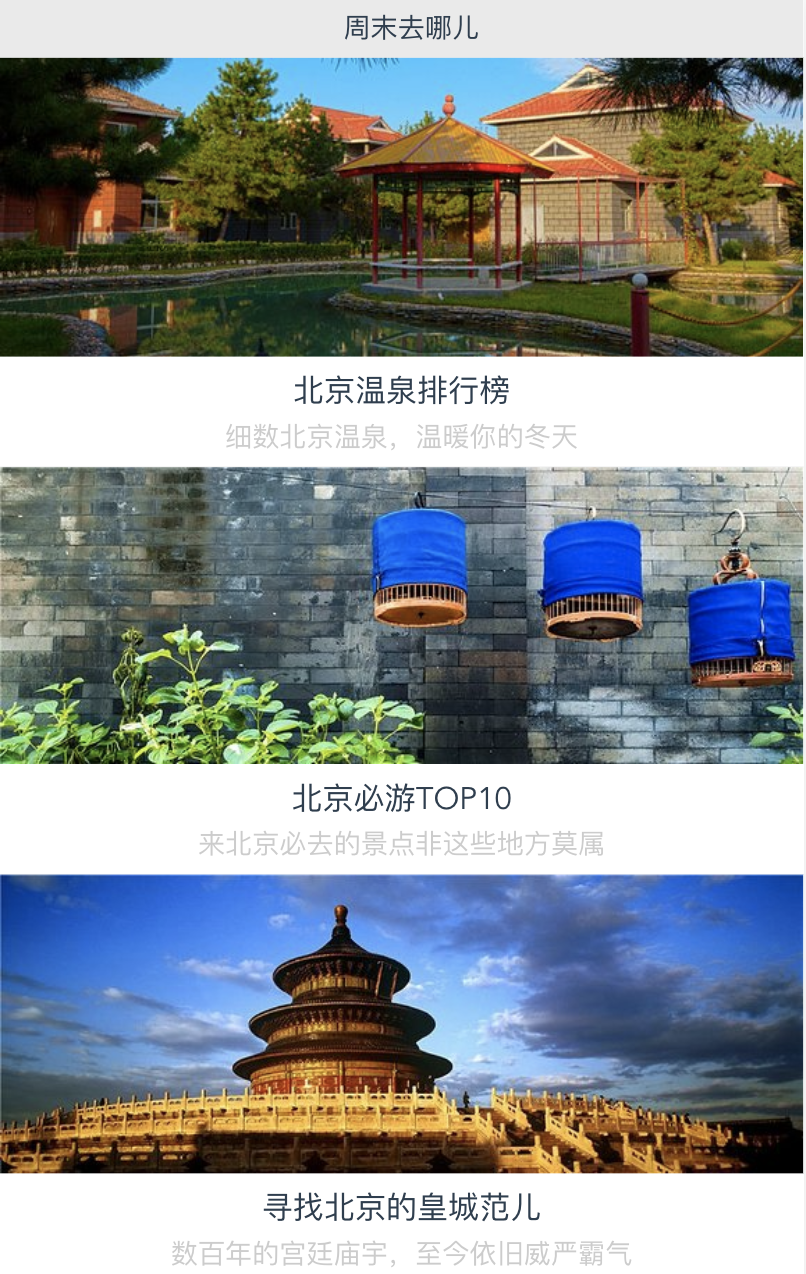 周末去哪儿
北京温泉排行榜
细数北京温泉，温暖你的冬天
北京必游TOP10
来北京必去的景点非这些地方莫属
寻找北京的皇城范儿
数百年的宫廷庙宇，至今依旧威严霸气